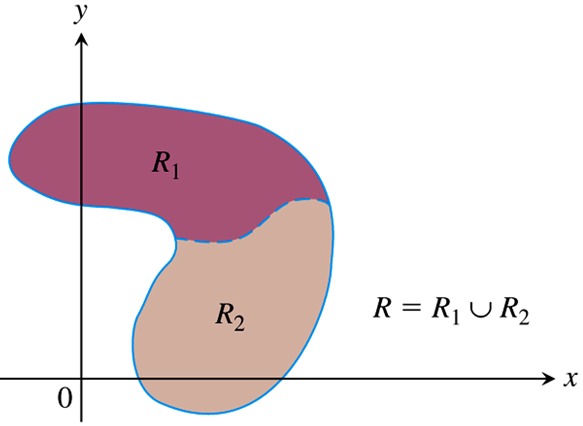 y
R₁
R₂
R = R₁ ∪ R₂
0
x